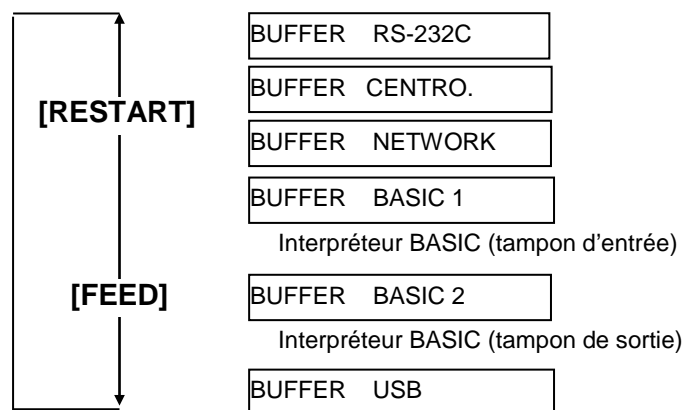 BUFFER RS-232C
BUFFER CENTRO.
[RESTART]
BUFFER NETWORK
BUFFER BASIC 1
Interpréteur BASIC (tampon d'entrée)
[FEED]
BUFFER BASIC 2
Interpréteur BASIC (tampon de sortie)
BUFFER USB